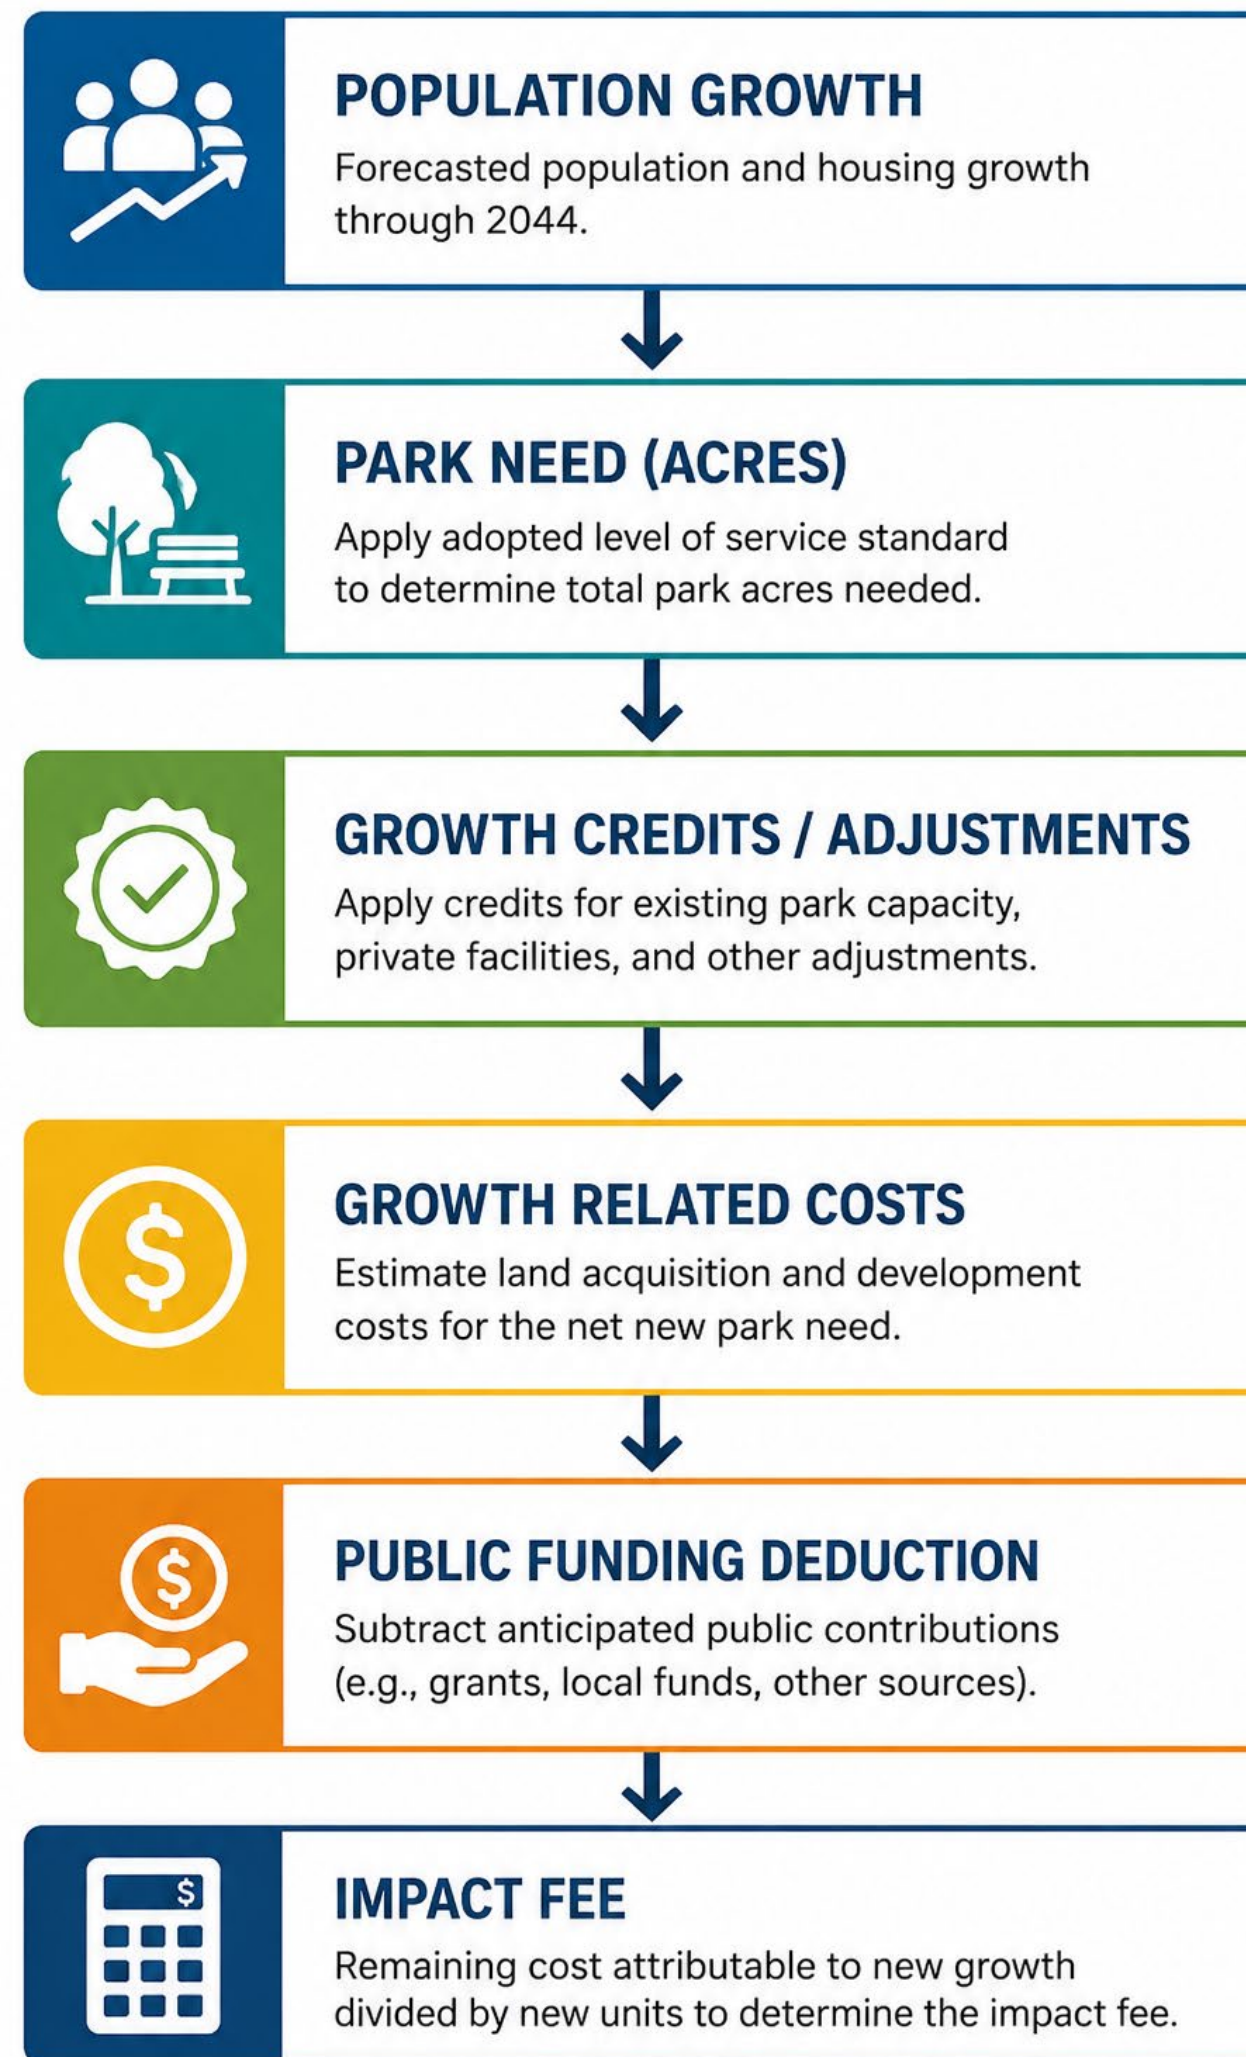 POPULATION GROWTH
Forecasted population and housing growth
through 2044.
PARK NEED (ACRES)
Apply adopted level of service standard
to determine total park acres needed.
GROWTH CREDITS / ADJUSTMENTS
Apply credits for existing park capacity,
private facilities, and other adjustments.
$
GROWTH RELATED COSTS
Estimate land acquisition and development
costs for the net new park need.
$
PUBLIC FUNDING DEDUCTION
Subtract anticipated public contributions
(e.g., grants, local funds, other sources).
$
IMPACT FEE
Remaining cost attributable to new growth
divided by new units to determine the impact fee.